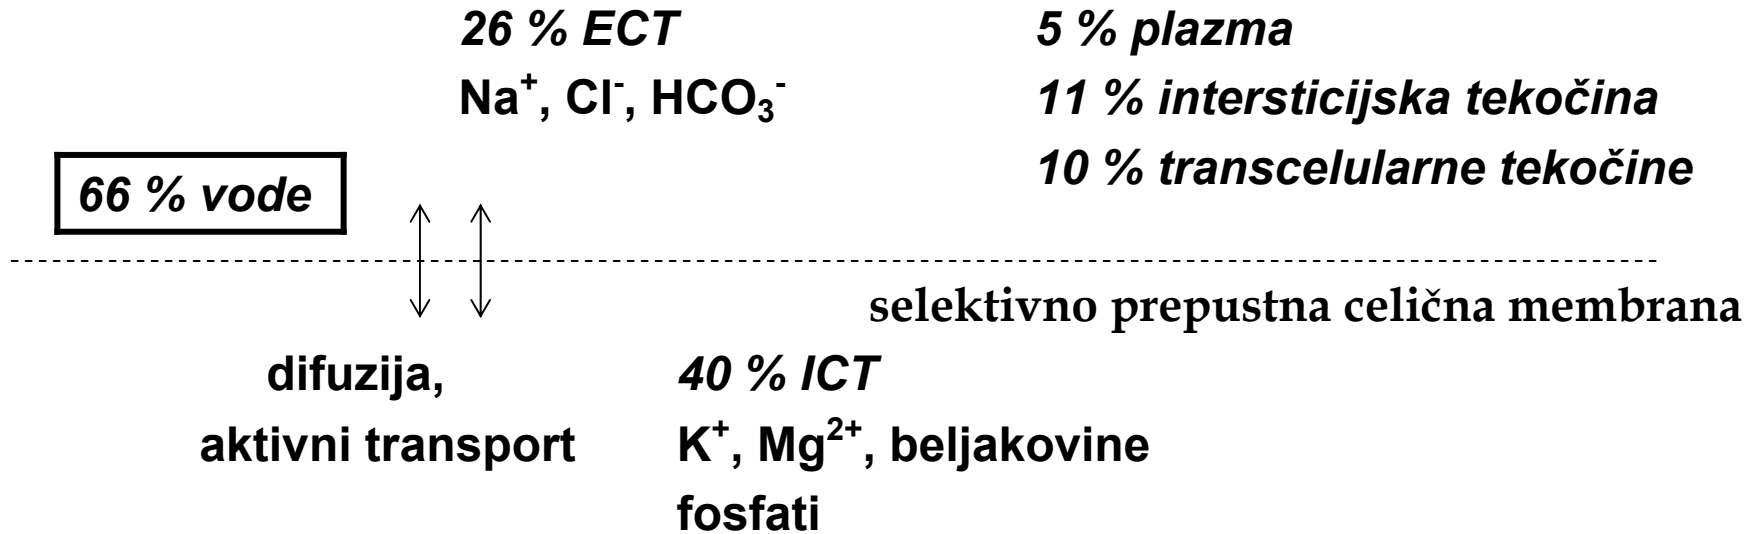 26 % ECT
Na⁺, Cl⁻, HCO₃⁻
5 % plazma
11 % intersticijska tekočina
10 % transcelularne tekočine
66 % vode
selektivno prepustna celična membrana
difuzija,
aktivni transport
40 % ICT
K⁺, Mg²⁺, beljakovine
fosfati